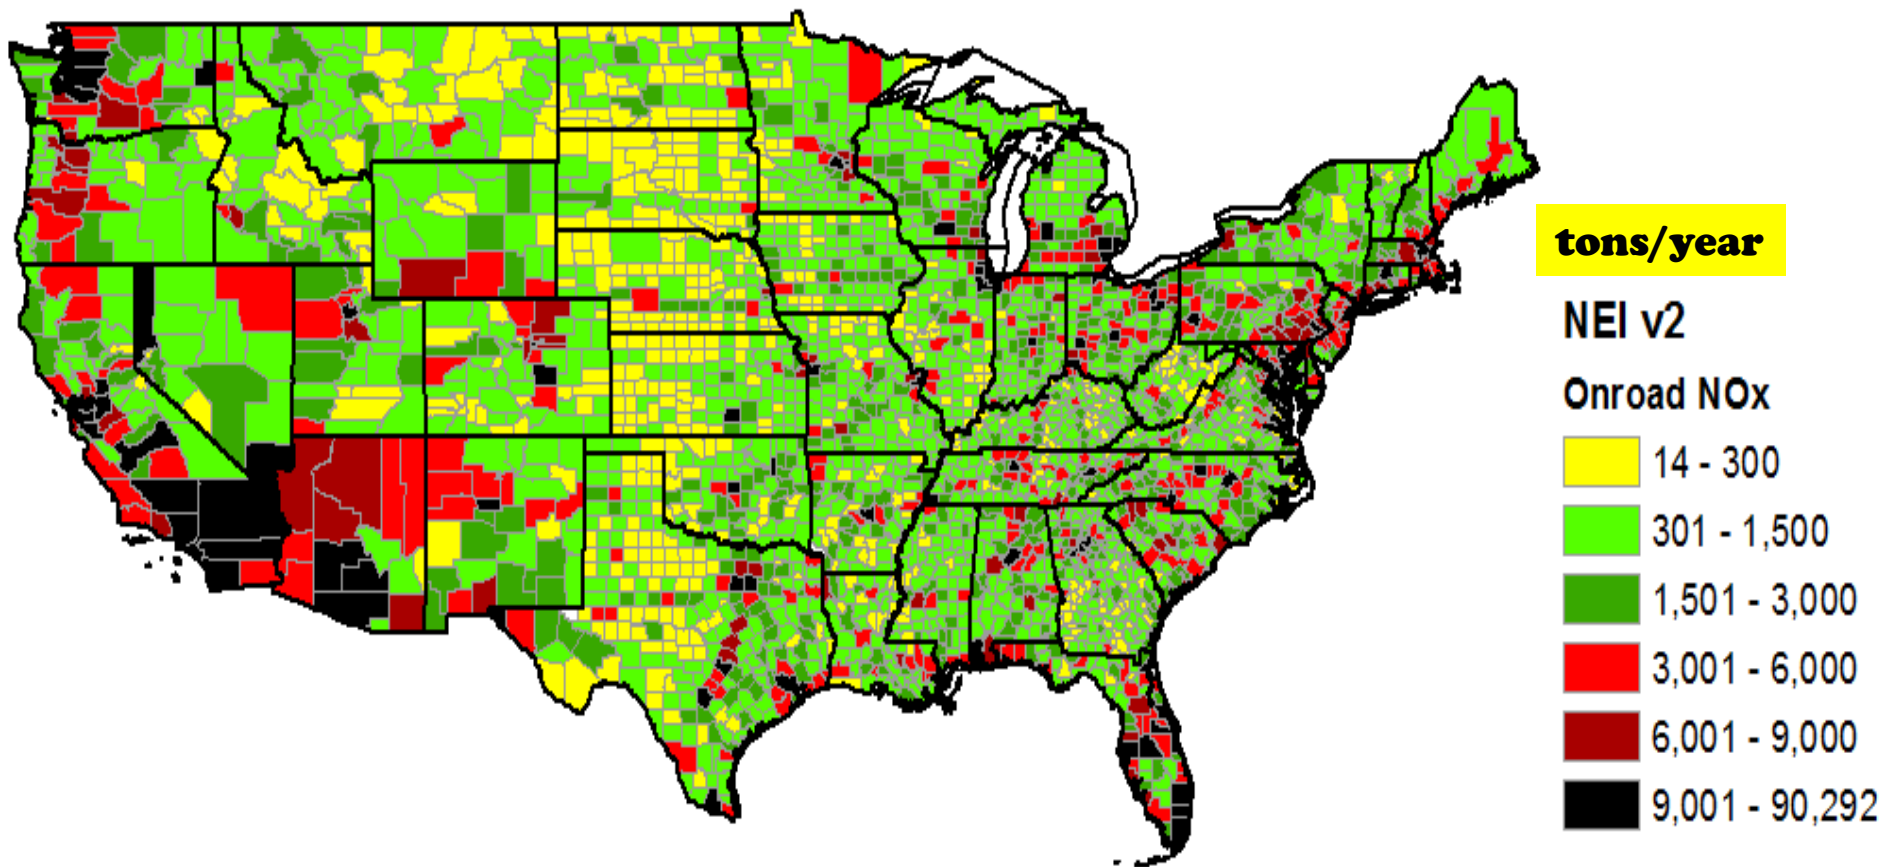 tons/year
NEI v2
Onroad NOx
14 - 300
301 - 1,500
1,501 - 3,000
3,001 - 6,000
6,001 - 9,000
9,001 - 90,292